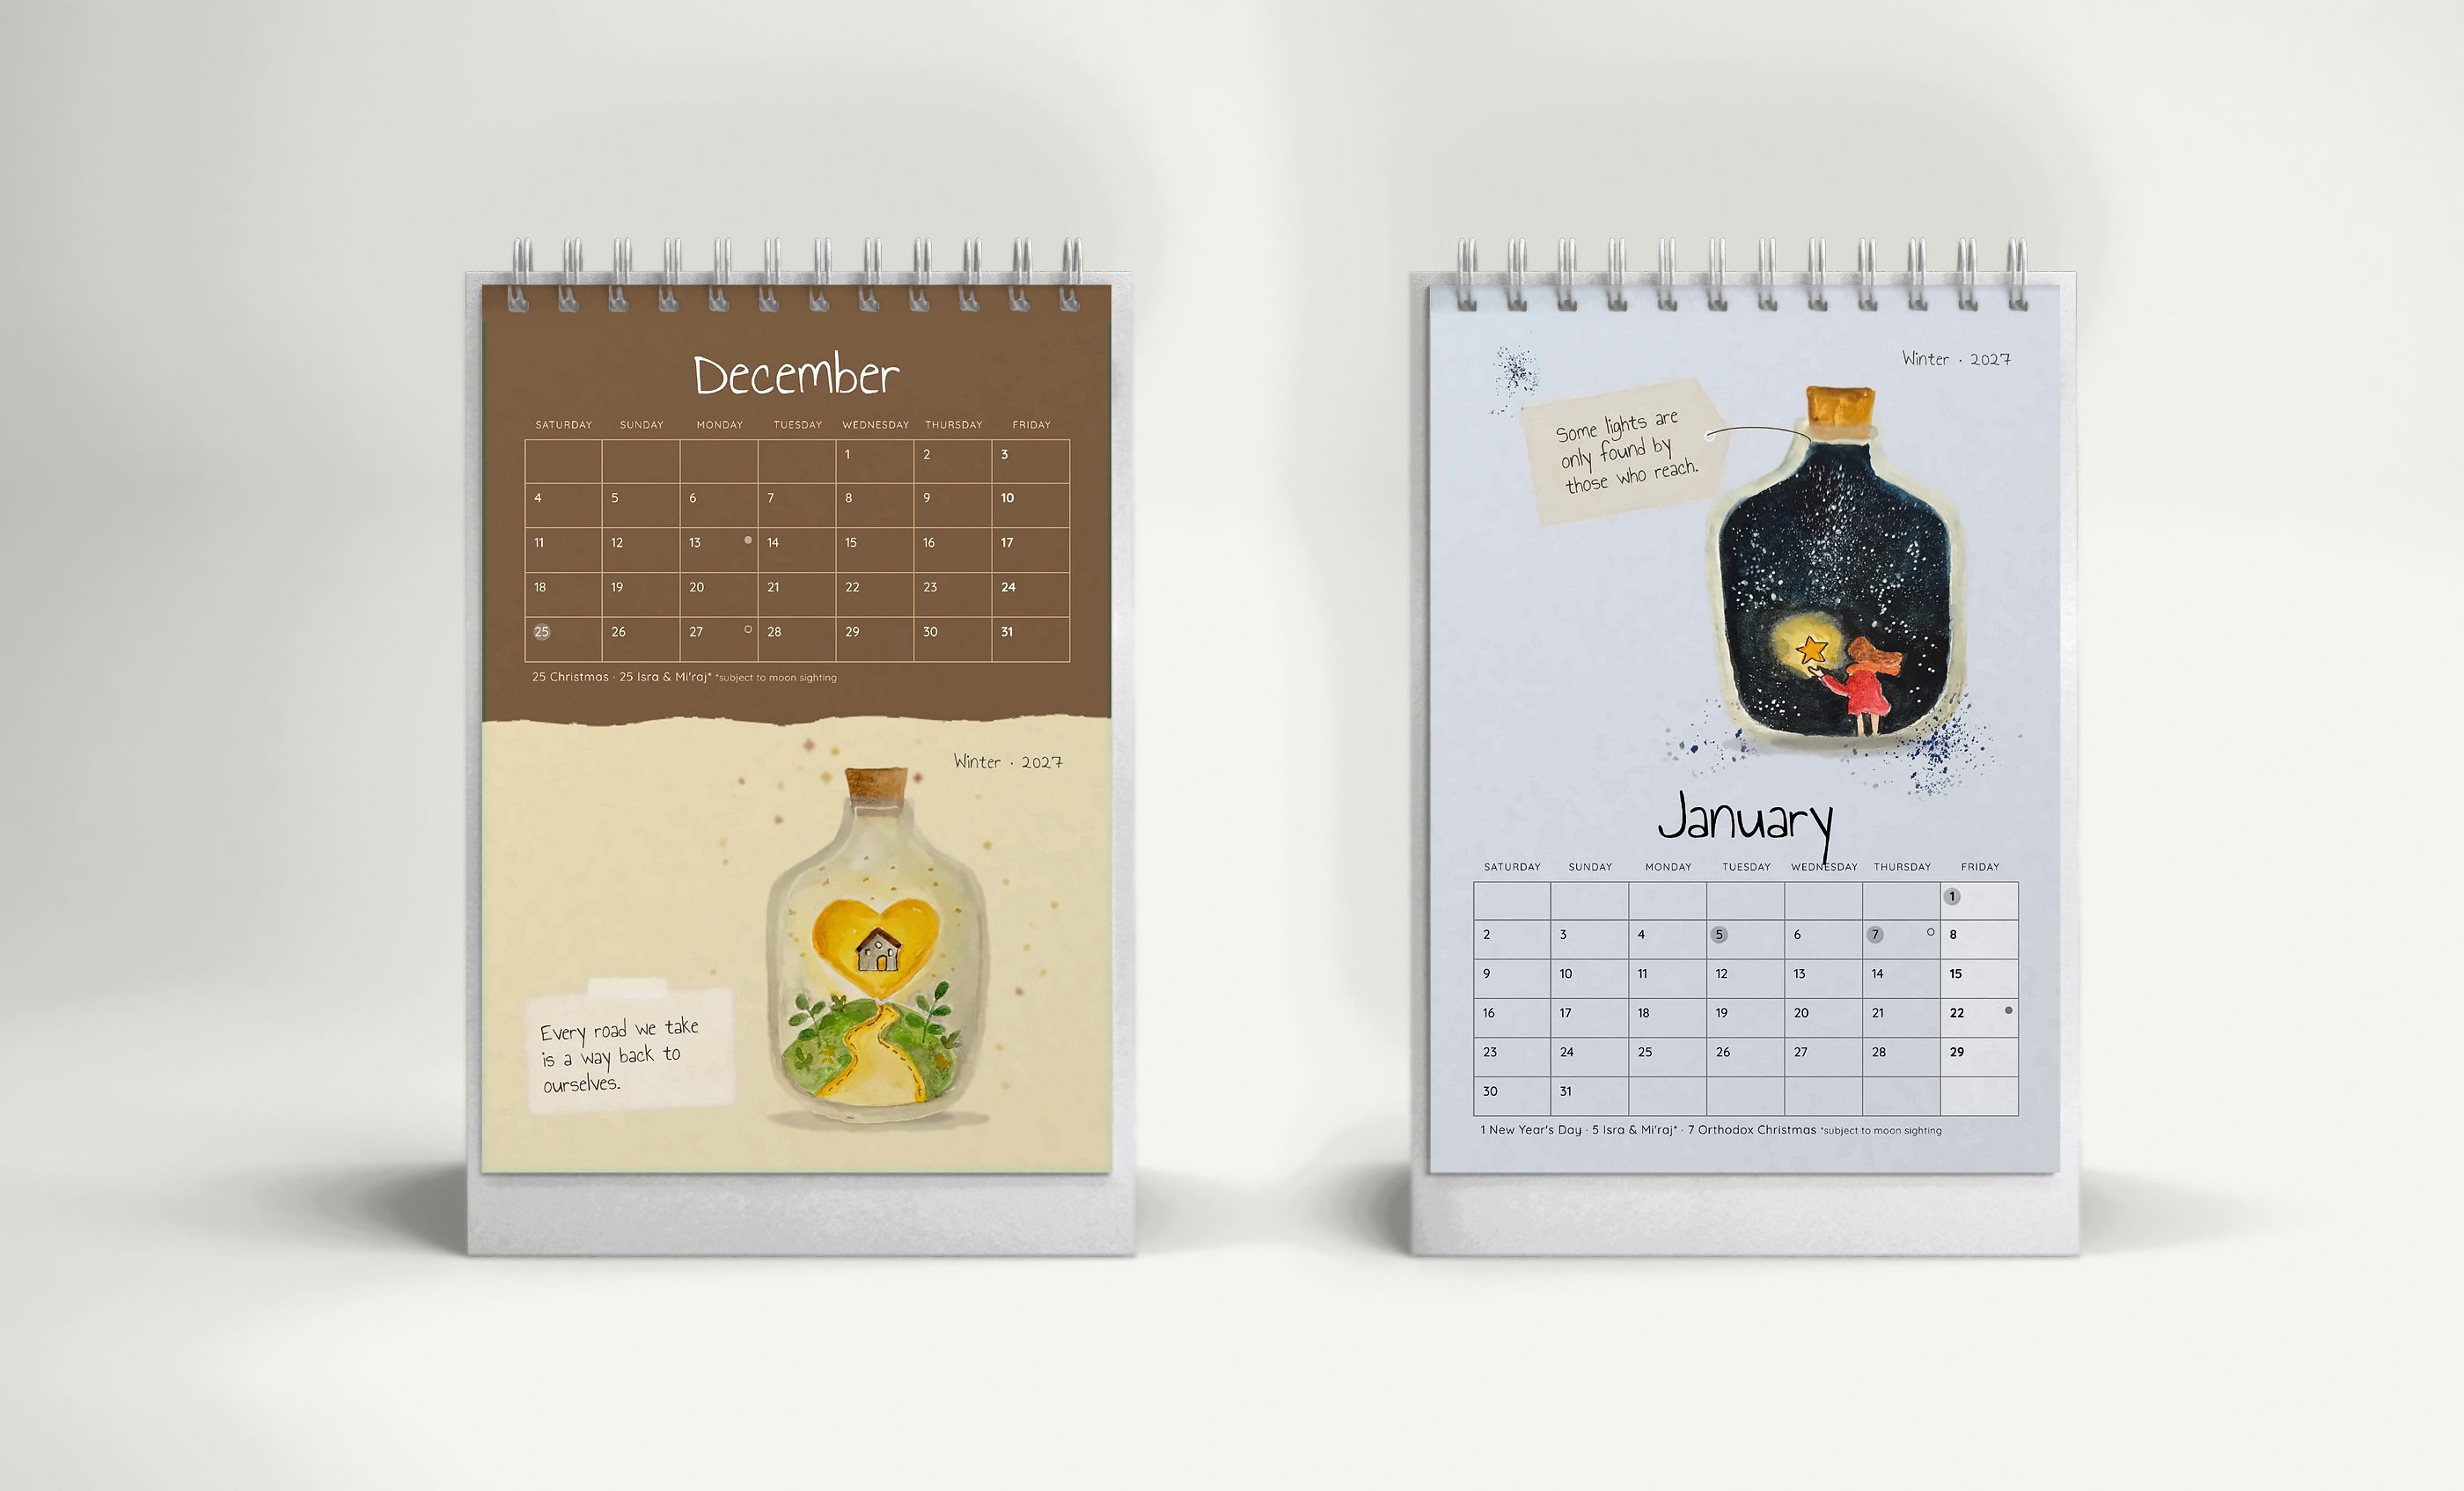 December
SATURDAY SUNDAY MONDAY TUESDAY WEDNESDAY THURSDAY FRIDAY
1 2 3
4 5 6 7 8 9 10
11 12 13 14 15 16 17
18 19 20 21 22 23 24
25 26 27 28 29 30 31
25 Christmas · 25 Isra & Mi'raj* *subject to moon sighting
Winter · 2027
Every road we take
is a way back to
ourselves.
Winter · 2027
Some lights are
only found by
those who reach.
January
SATURDAY SUNDAY MONDAY TUESDAY WEDNESDAY THURSDAY FRIDAY
1
2 3 4 5 6 7 8
9 10 11 12 13 14 15
16 17 18 19 20 21 22
23 24 25 26 27 28 29
30 31
1 New Year's Day · 5 Isra & Mi'raj* · 7 Orthodox Christmas *subject to moon sighting